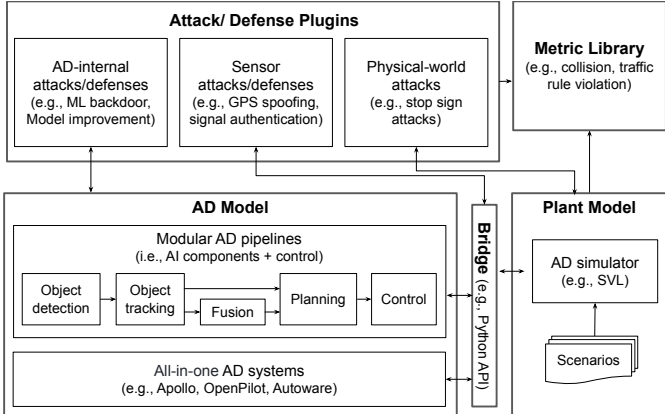 Attack/ Defense Plugins
AD-internal
attacks/defenses
(e.g., ML backdoor,
Model improvement)
Sensor
attacks/defenses
(e.g., GPS spoofing,
signal authentication)
Physical-world
attacks
(e.g., stop sign
attacks)
Metric Library
(e.g., collision, traffic
rule violation)
AD Model
Modular AD pipelines
(i.e., AI components + control)
Object
detection
Object
tracking
Fusion
Planning
Control
All-in-one AD systems
(e.g., Apollo, OpenPilot, Autoware)
Bridge
(e.g., Python API)
Plant Model
AD simulator
(e.g., SVL)
Scenarios